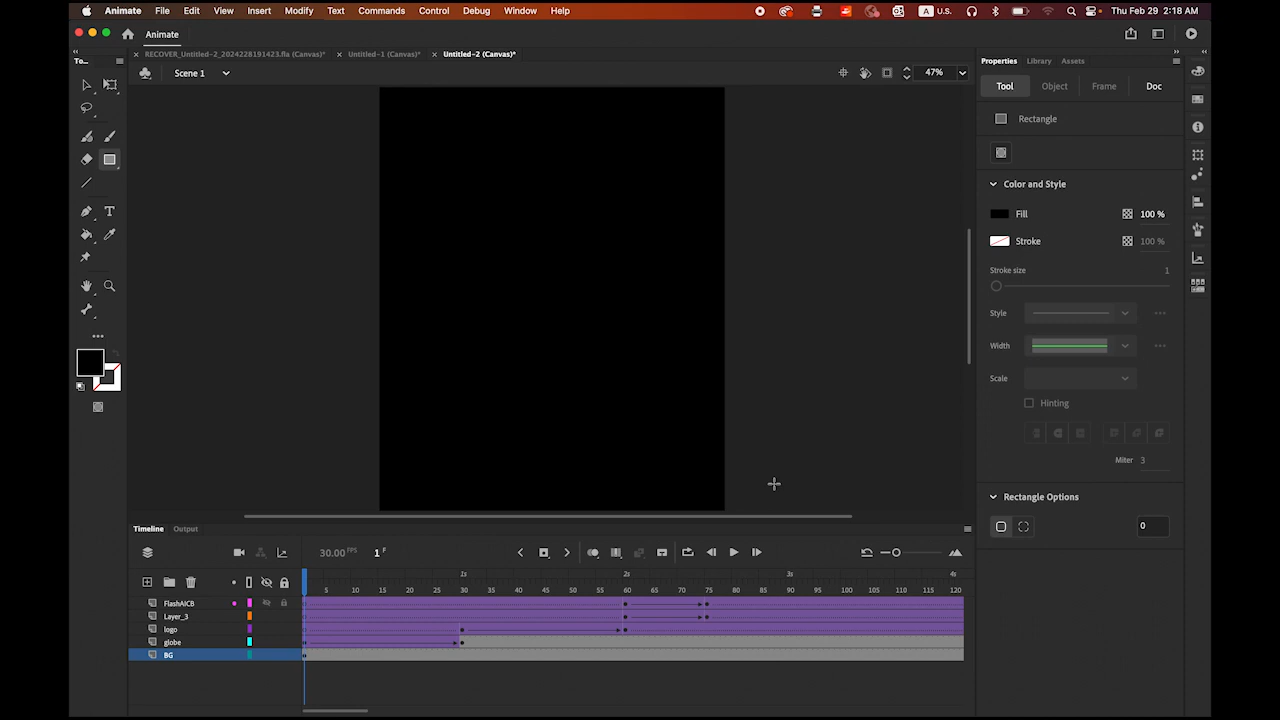 Animate File Edit View Insert Modify Text Commands Control Debug Window Help A U.S. Thu Feb 29 2:18 AM
Animate
RECOVER_Untitled-2_2024228191423.fla (Canvas)* Untitled-1 (Canvas)* Untitled-2 (Canvas)*
To... Properties Library Assets
Scene 1 47%
Tool Object Frame Doc
Rectangle
Color and Style
Fill 100 %
Stroke 100 %
Stroke size 1
Style
Width
Scale
Hinting
Miter 3
Rectangle Options
0
Timeline Output
30.00 FPS 1 F
1s 2s 3s 4s
5 10 15 20 25 30 35 40 45 50 55 60 65 70 75 80 85 90 95 100 105 110 115 120
FlashAICB
Layer_3
logo
globe
BG